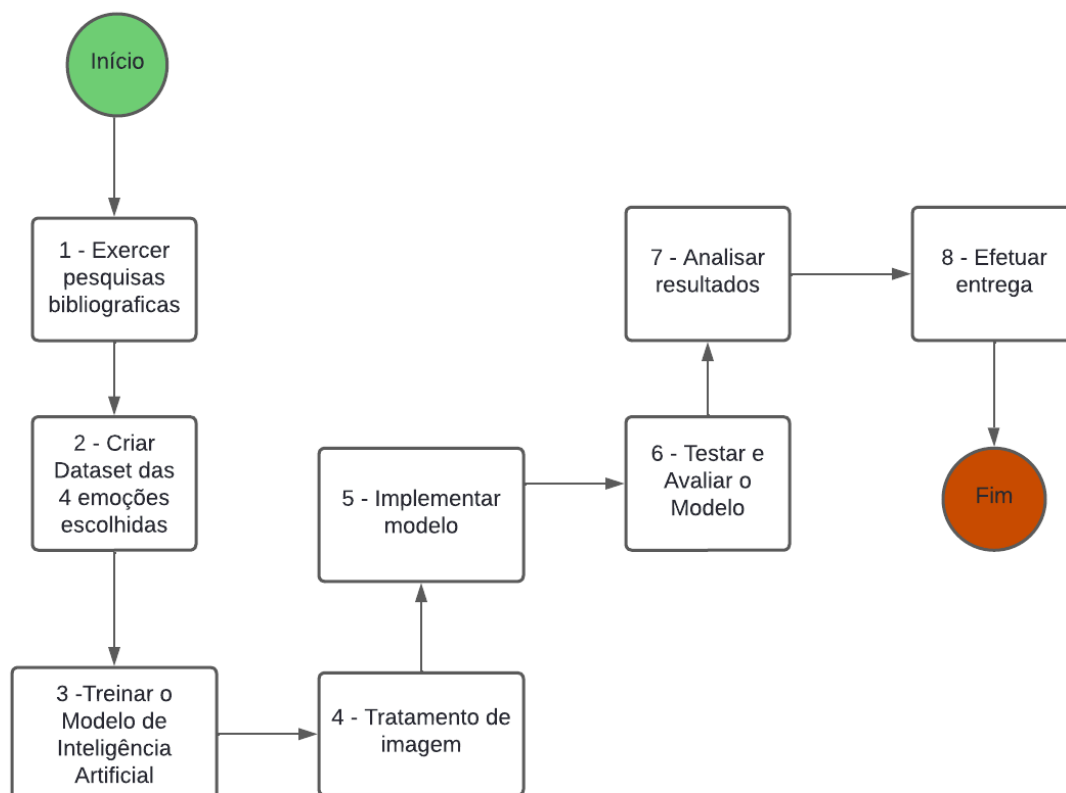 Início
1 - Exercer
pesquisas
bibliograficas
2 - Criar
Dataset das
4 emoções
escolhidas
3 -Treinar o
Modelo de
Inteligência
Artificial
4 - Tratamento de
imagem
5 - Implementar
modelo
6 - Testar e
Avaliar o
Modelo
7 - Analisar
resultados
8 - Efetuar
entrega
Fim